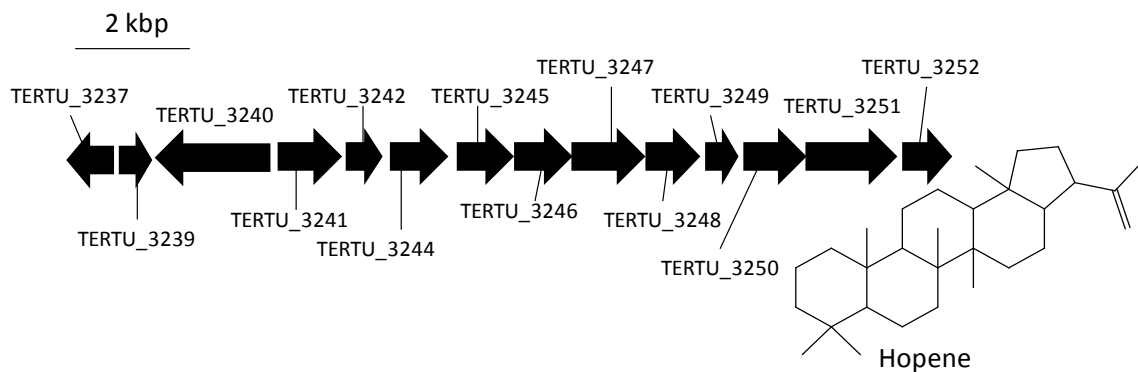 2 kbp
TERTU_3247
TERTU_3237
TERTU_3242
TERTU_3245
TERTU_3249
TERTU_3252
TERTU_3240
TERTU_3251
TERTU_3239
TERTU_3241
TERTU_3244
TERTU_3246
TERTU_3248
TERTU_3250
Hopene